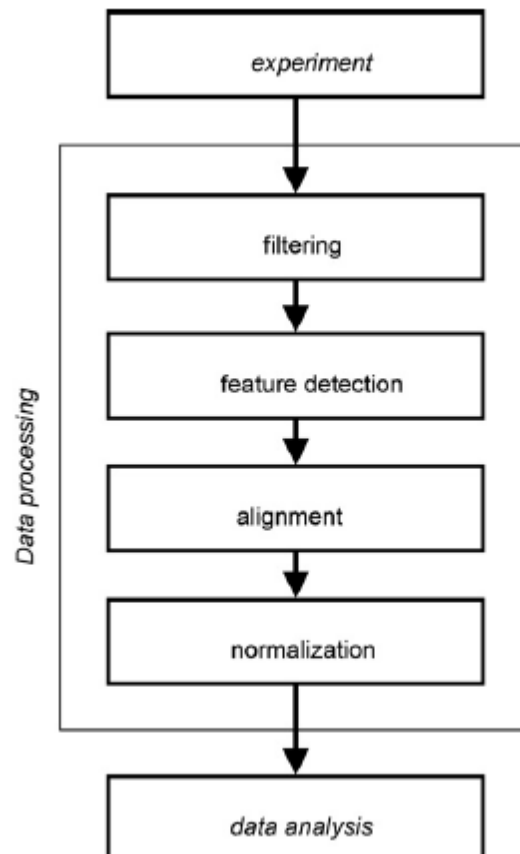 experiment
filtering
feature detection
Data processing
alignment
normalization
data analysis